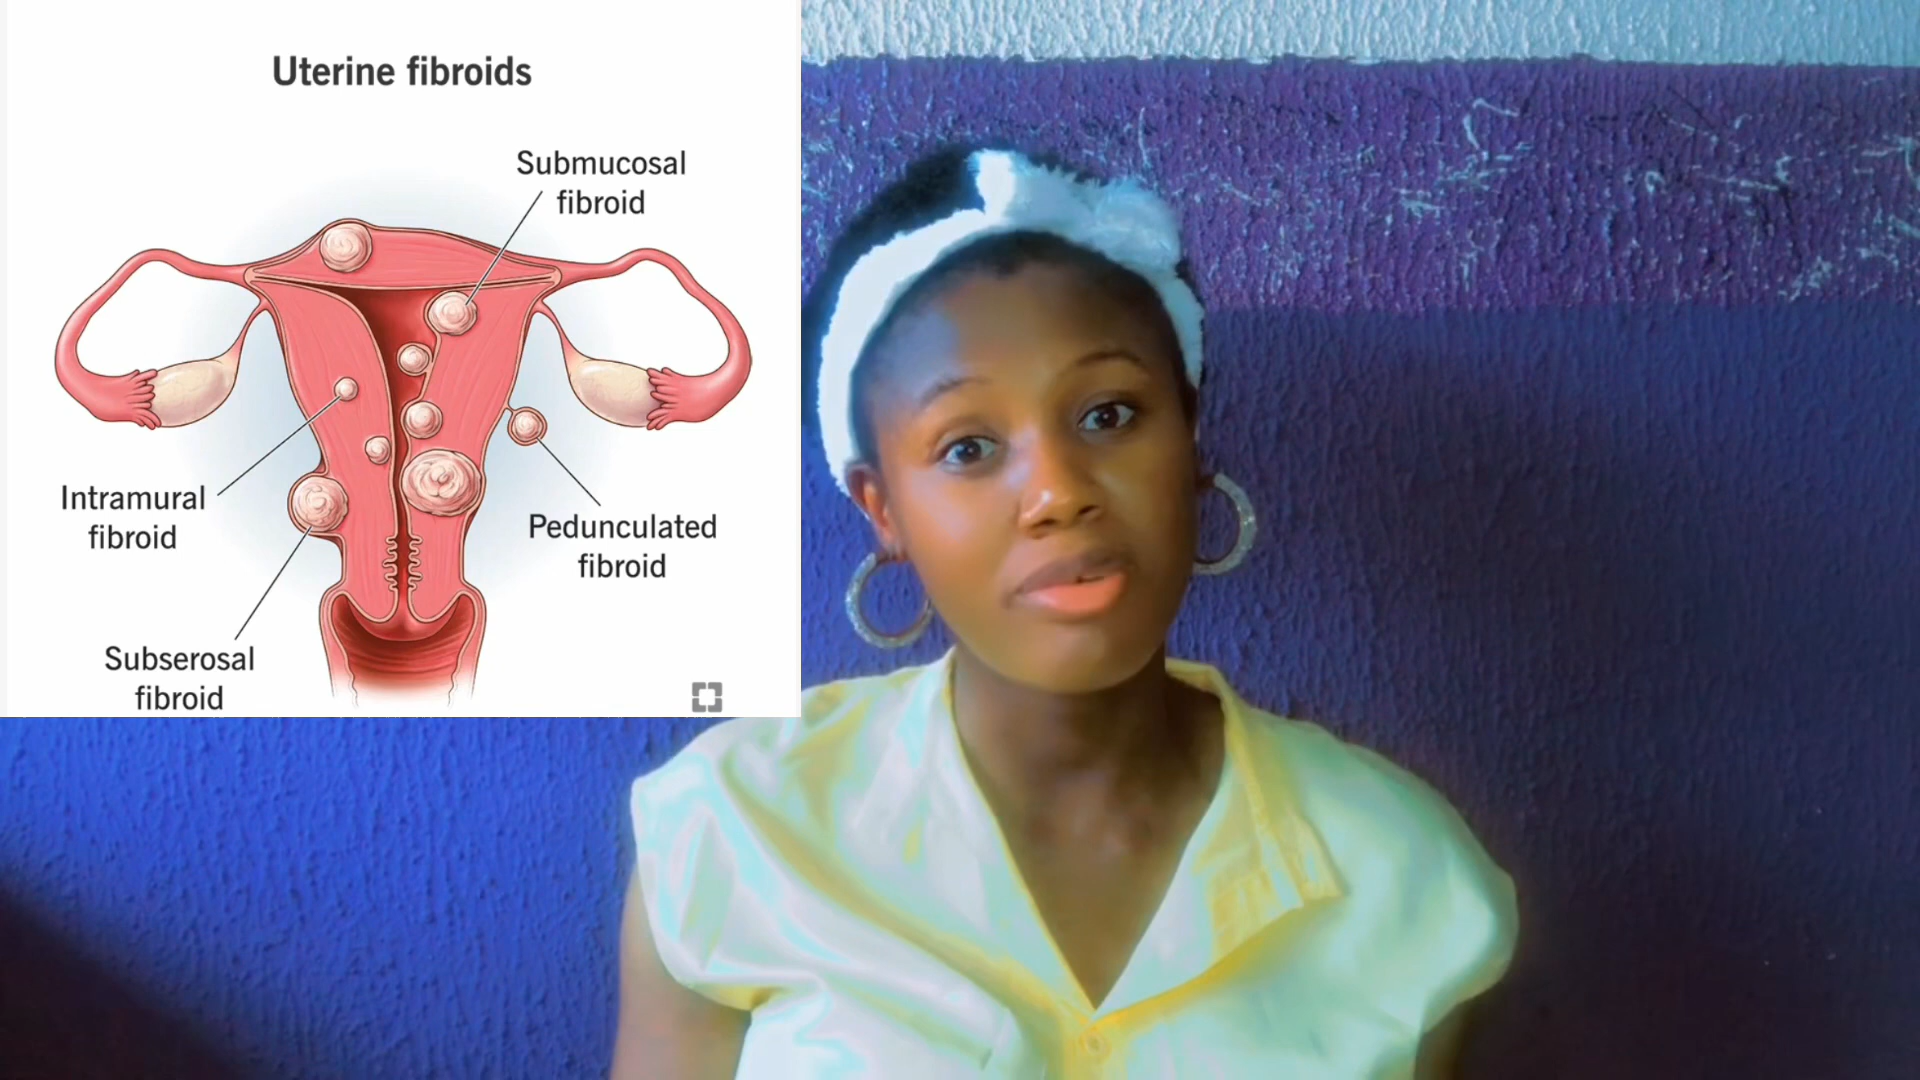 Uterine fibroids
Submucosal
fibroid
Intramural
fibroid
Pedunculated
fibroid
Subserosal
fibroid